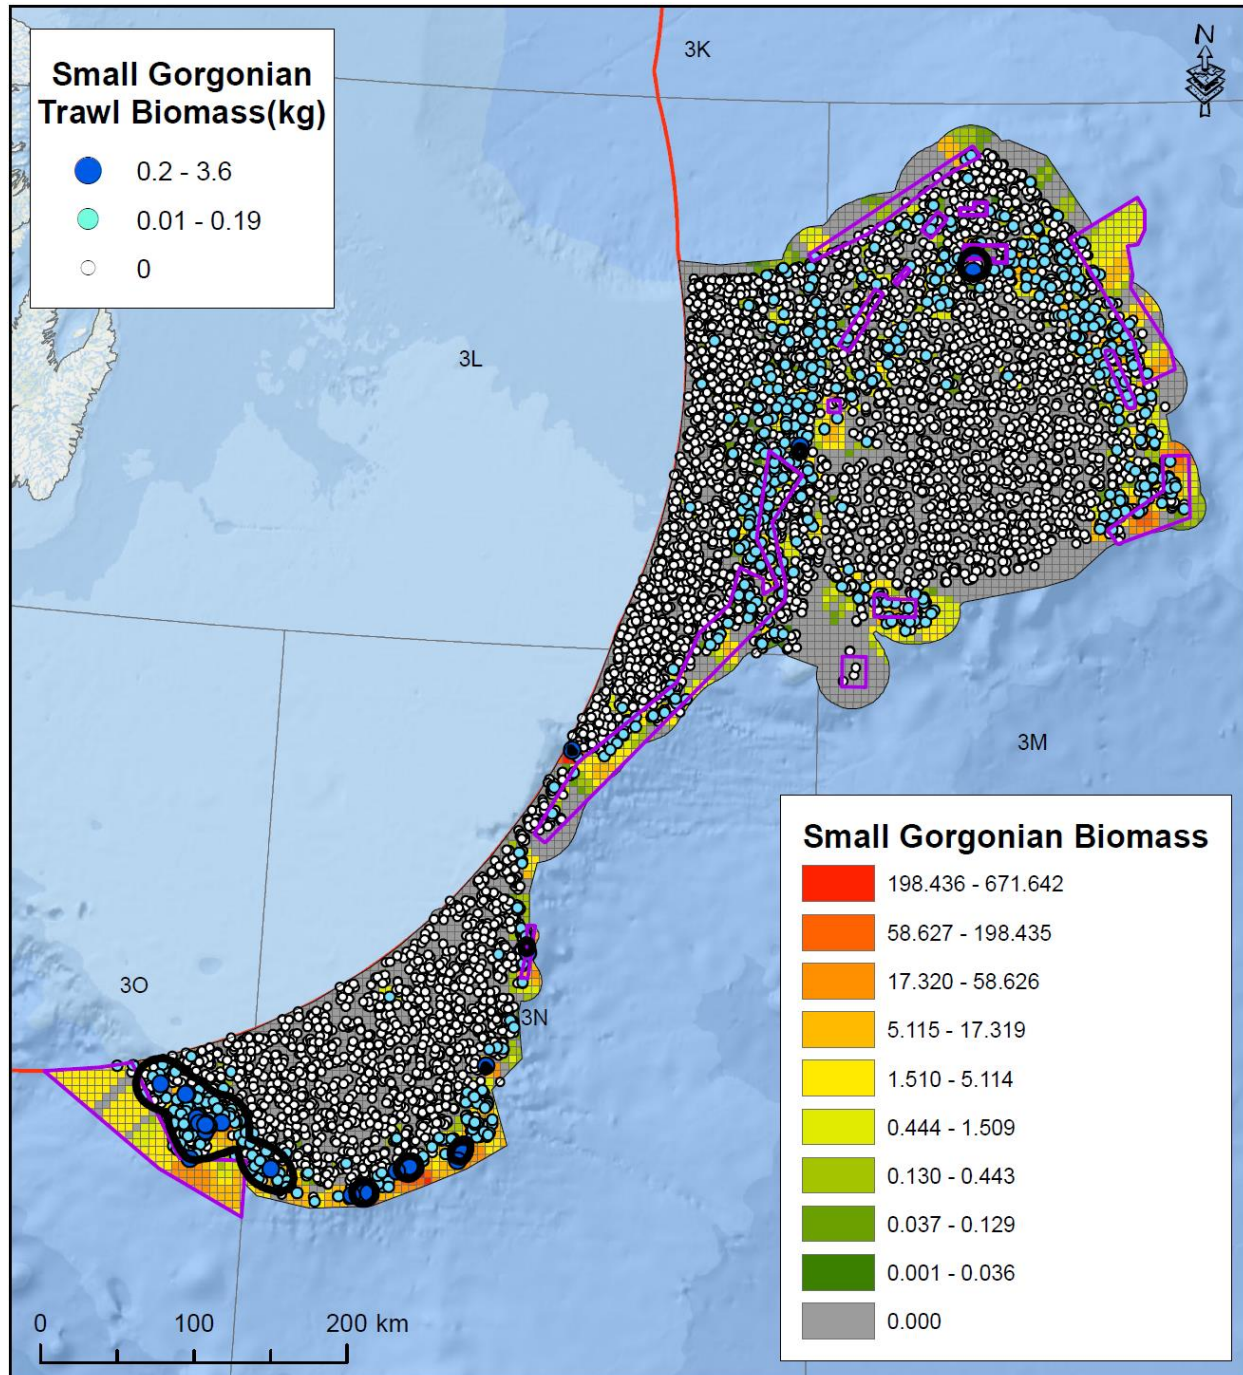 Small Gorgonian
Trawl Biomass(kg)
0.2 - 3.6
0.01 - 0.19
0
N
3K
3L
3M
3O
3N
Small Gorgonian Biomass
198.436 - 671.642
58.627 - 198.435
17.320 - 58.626
5.115 - 17.319
1.510 - 5.114
0.444 - 1.509
0.130 - 0.443
0.037 - 0.129
0.001 - 0.036
0.000
0 100 200 km